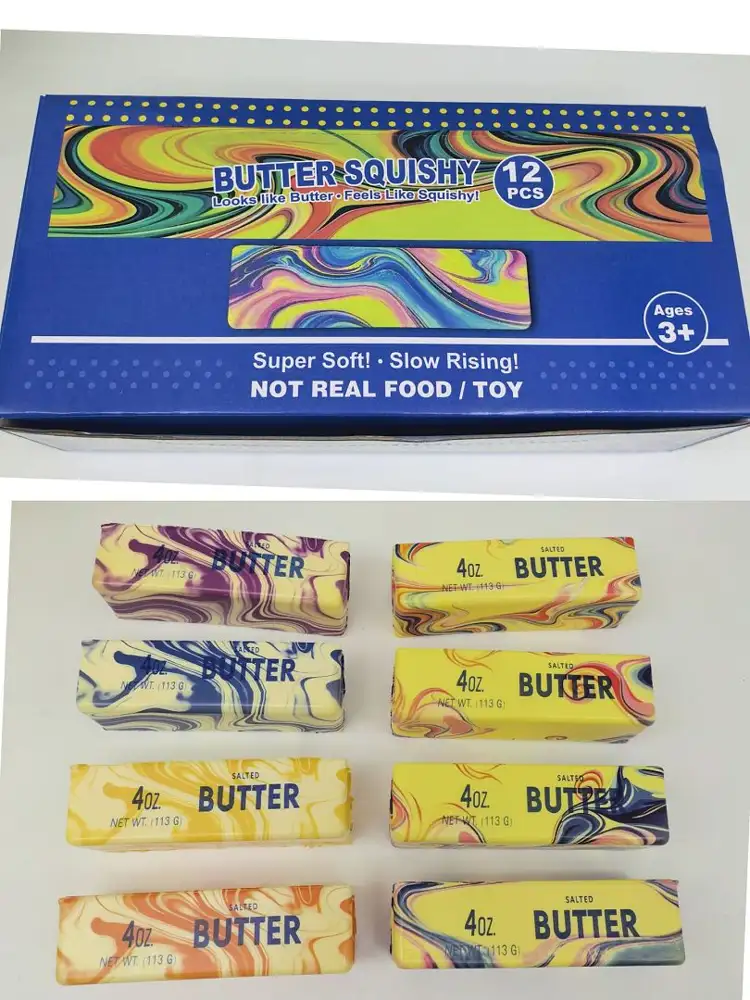 BUTTER SQUISHY
12
PCS
Looks like Butter • Feels Like Squishy!
Ages
3+
Super Soft! • Slow Rising!
NOT REAL FOOD / TOY
SALTED
4OZ. BUTTER
NET WT. (113 G)
SALTED
4OZ. BUTTER
NET WT. (113 G)
SALTED
4OZ. BUTTER
NET WT. (113 G)
SALTED
4OZ. BUTTER
NET WT. (113 G)
SALTED
4OZ. BUTTER
NET WT. (113 G)
SALTED
4OZ. BUTTER
NET WT. (113 G)
SALTED
4OZ. BUTTER
NET WT. (113 G)
SALTED
4OZ. BUTTER
NET WT. (113 G)